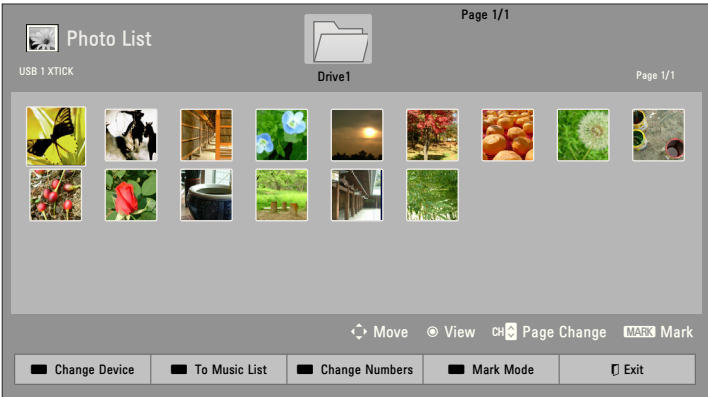 Page 1/1
Photo List
USB 1 XTICK
Drive1
Page 1/1
Move View CH Page Change MARK Mark
Change Device To Music List Change Numbers Mark Mode Exit